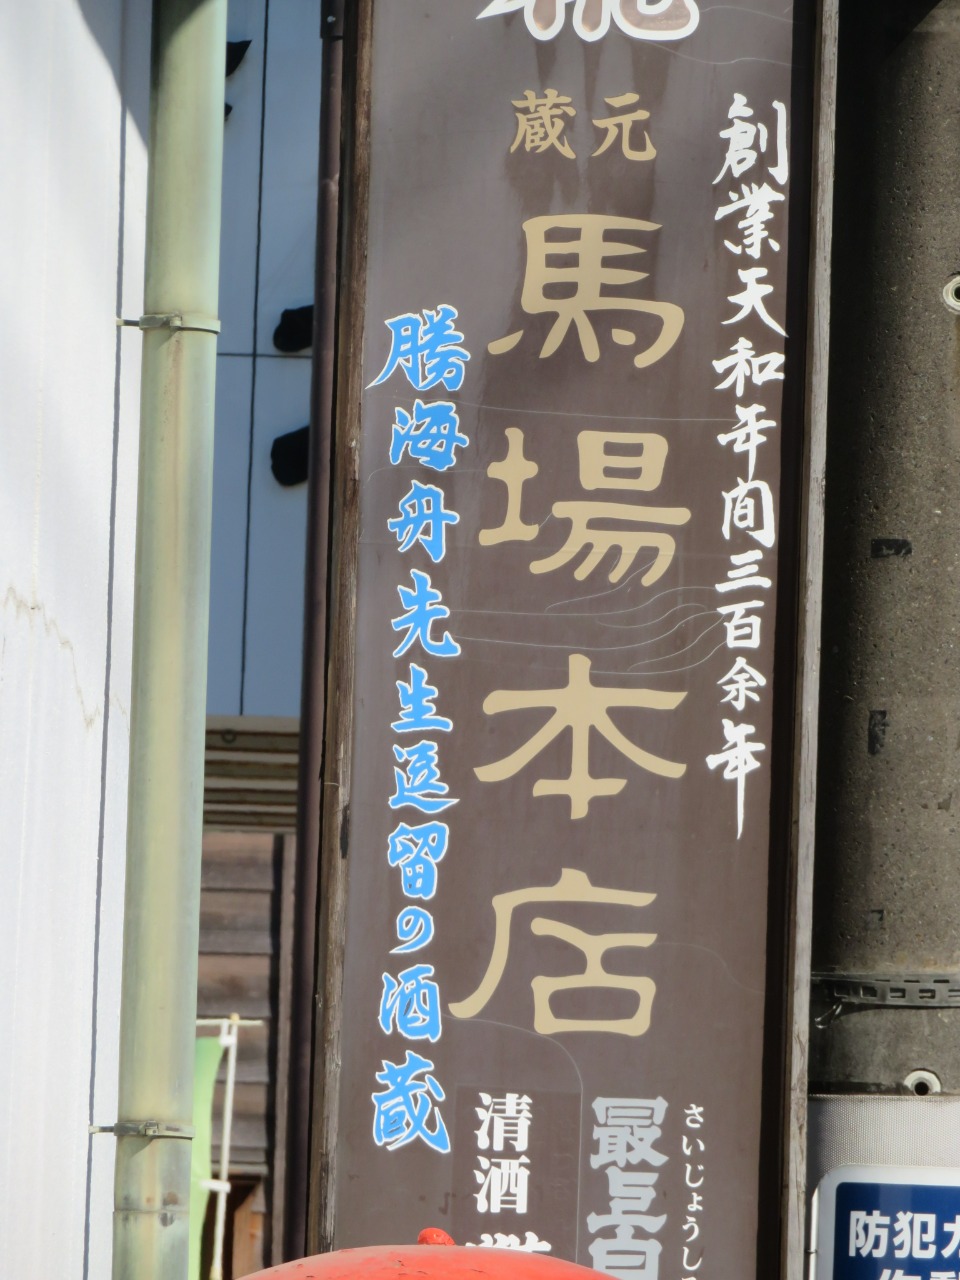 創業天和年間三百余年
蔵元
馬場本店
勝海舟先生逗留の酒蔵
さいじょうし
最上白
清酒
防犯カ